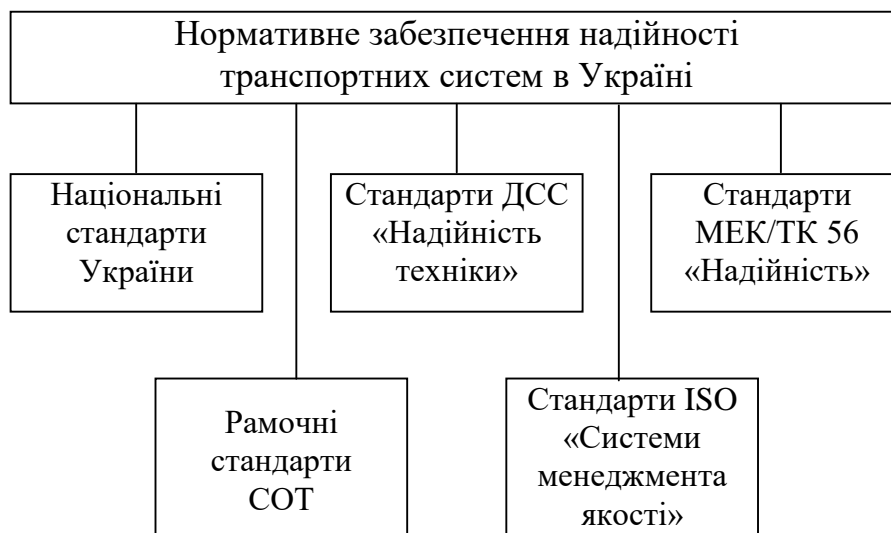 Нормативне забезпечення надійності
транспортних систем в Україні
Національні
стандарти
України
Стандарти ДСС
«Надійність
техніки»
Стандарти
МЕК/ТК 56
«Надійність»
Рамочні
стандарти
СОТ
Стандарти ISO
«Системи
менеджмента
якості»